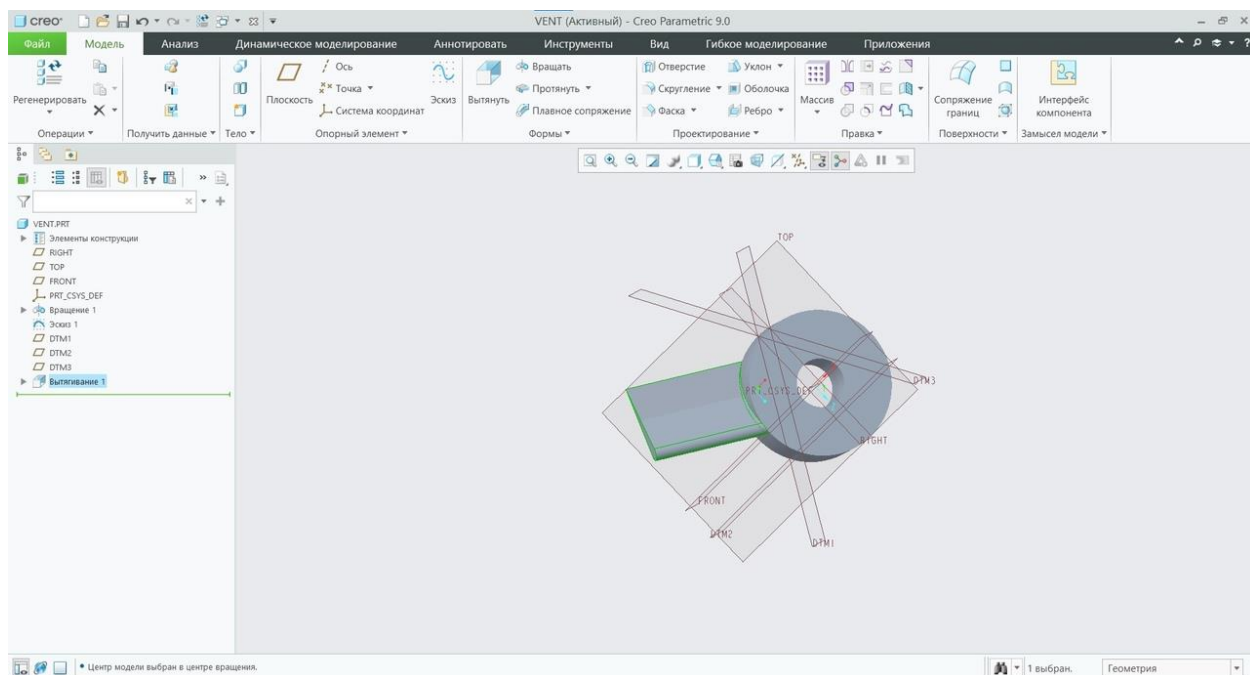 creo
VENT (Активный) - Creo Parametric 9.0
Файл Модель Анализ Динамическое моделирование Аннотировать Инструменты Вид Гибкое моделирование Приложения
Регенерировать
Плоскость
Ось
Точка
Система координат
Эскиз
Вытянуть
Вращать
Протянуть
Плавное сопряжение
Отверстие
Уклон
Скругление
Оболочка
Фаска
Ребро
Массив
Сопряжение границ
Интерфейс компонента
Операции Получить данные Тело Опорный элемент Формы Проектирование Правка Поверхности Замысел модели
VENT.PRT
Элементы конструкции
RIGHT
TOP
FRONT
PRT_CSYS_DEF
Вращение 1
Эскиз 1
DTM1
DTM2
DTM3
Вытягивание 1
TOP
DTM3
PRT_CSYS_DEF
RIGHT
FRONT
DTM2
DTM1
Центр модели выбран в центре вращения.
1 выбран.
Геометрия